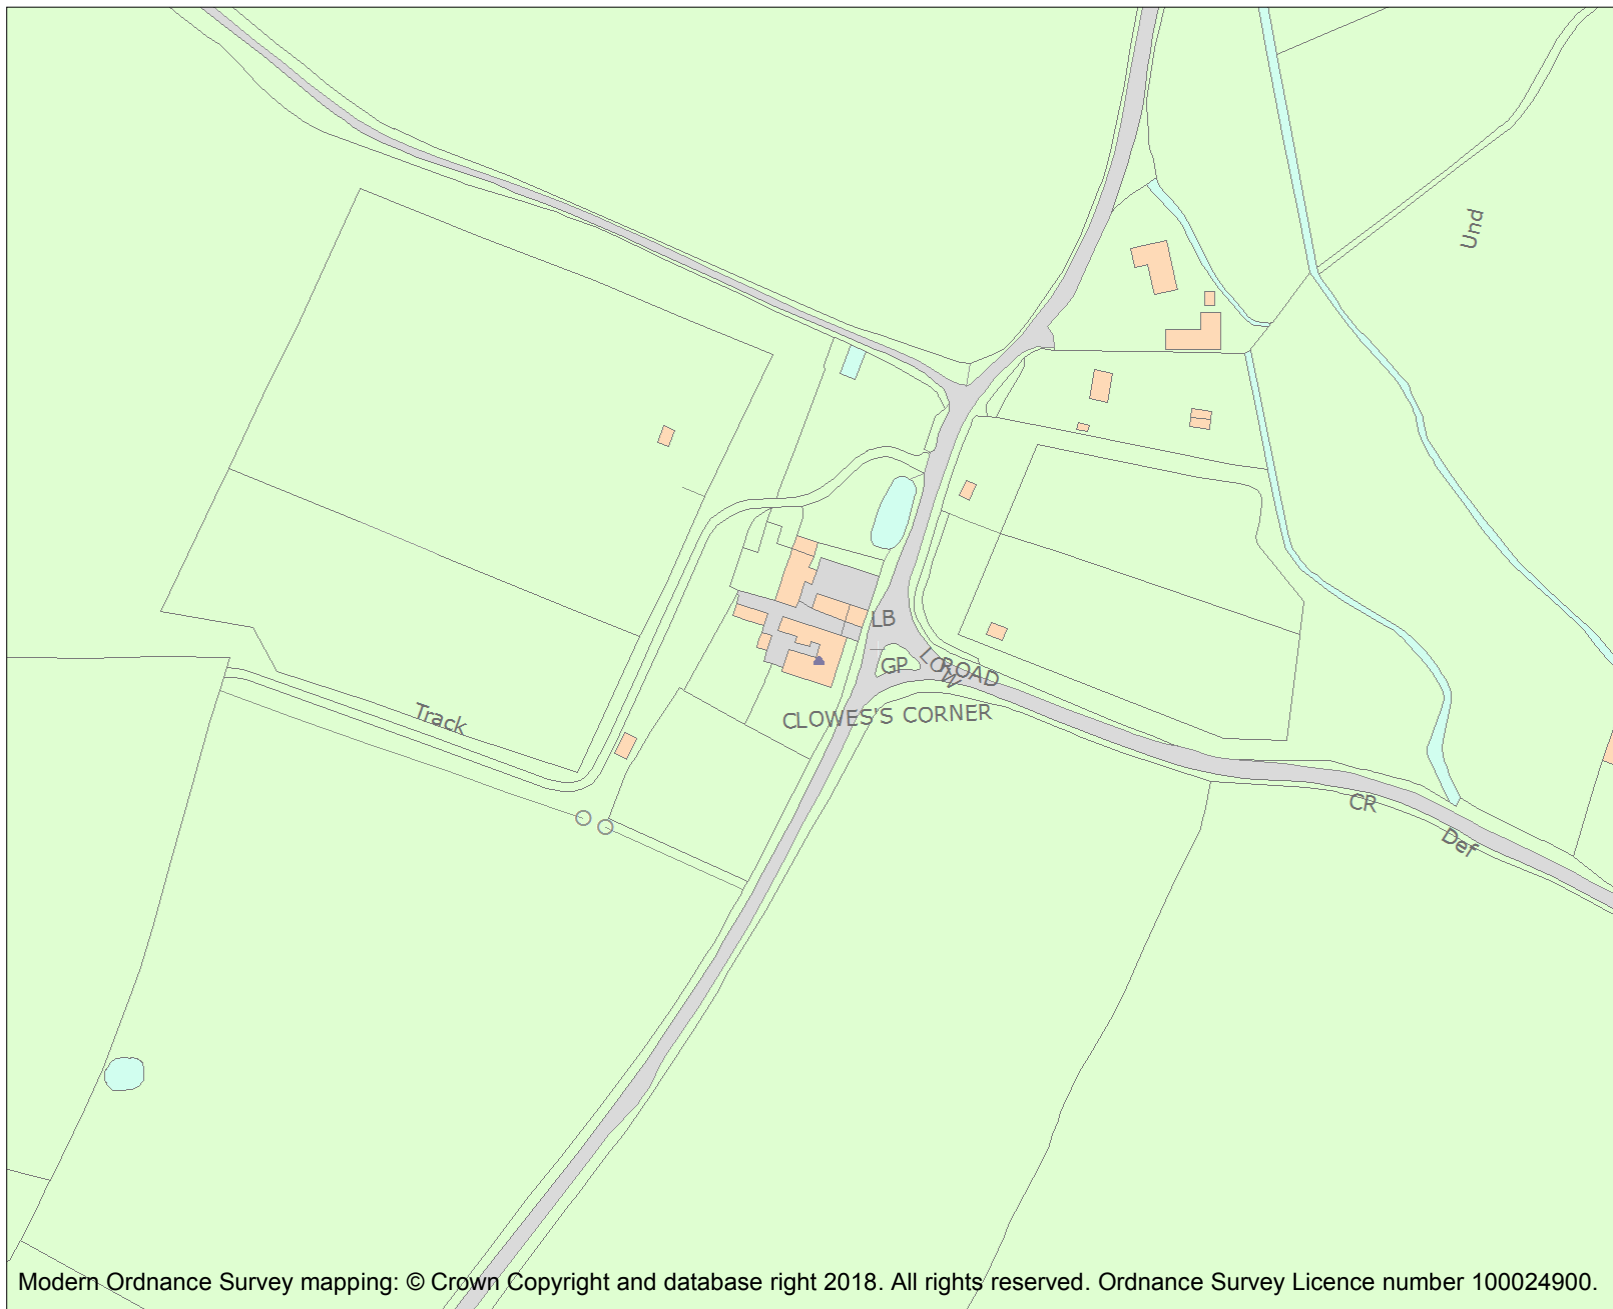 Und
LB
GP
LOW ROAD
Track
CLOWES'S CORNER
CR
Def
Modern Ordnance Survey mapping: © Crown Copyright and database right 2018. All rights reserved. Ordnance Survey Licence number 100024900.